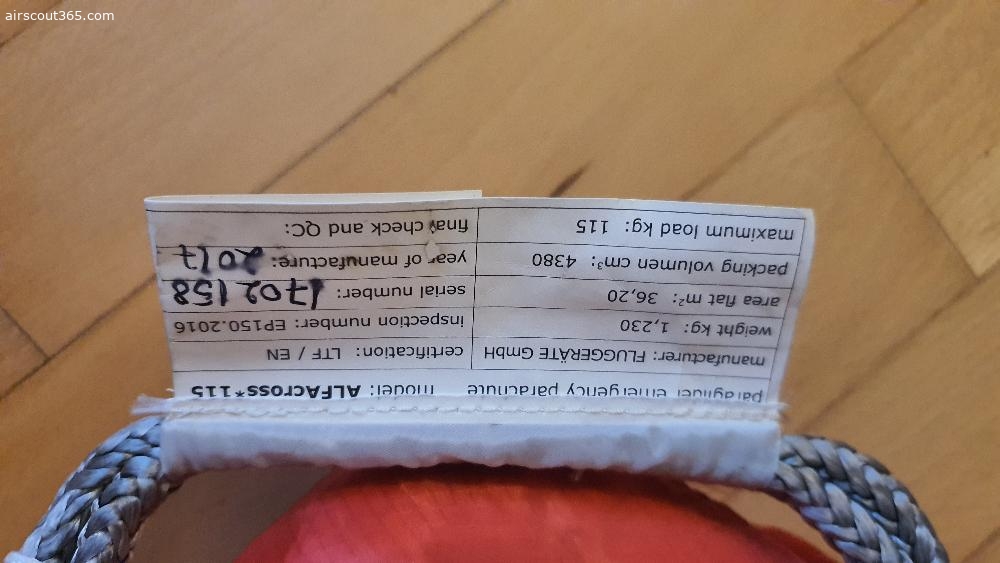 airscout365.com
paraglider emergency parachute model: ALFAcross*115
manufacturer: FLUGGERÄTE GmbH certification: LTF / EN
weight kg: 1,230 inspection number: EP150.2016
area flat m²: 36,20 serial number: 1702158
packing volumen cm³: 4380 year of manufacture: 2017
maximum load kg: 115 final check and QC: